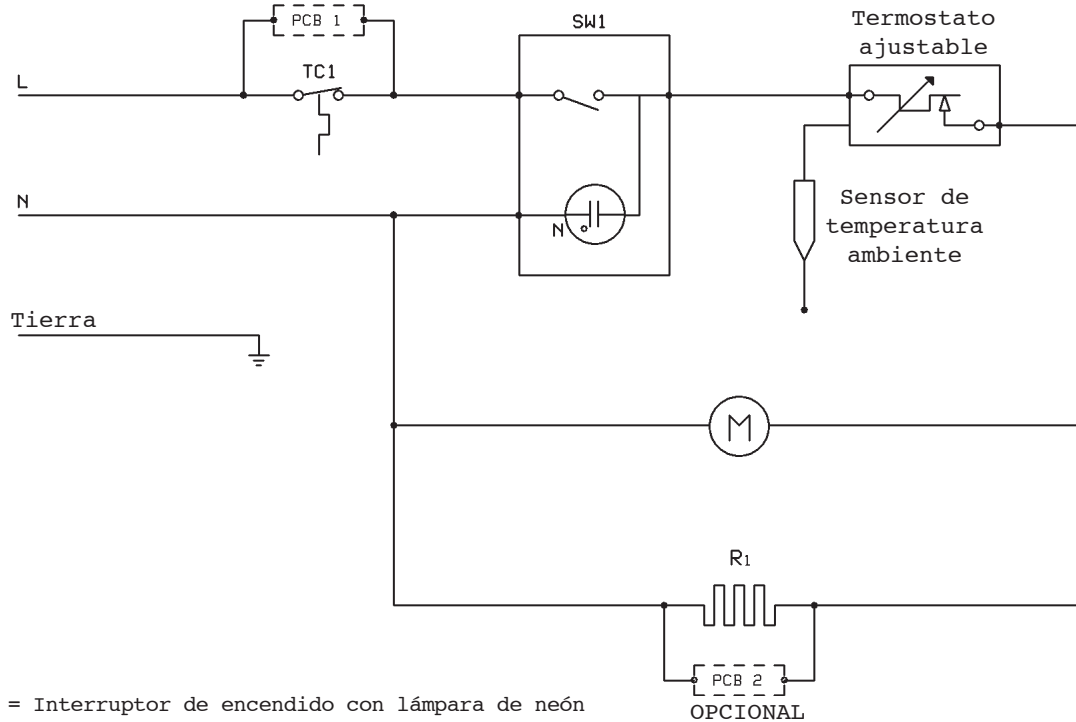 PCB 1
SW1
Termostato
ajustable
L
TC1
N
N
Sensor de
temperatura
ambiente
Tierra
M
R1
PCB 2
= Interruptor de encendido con lámpara de neón
OPCIONAL